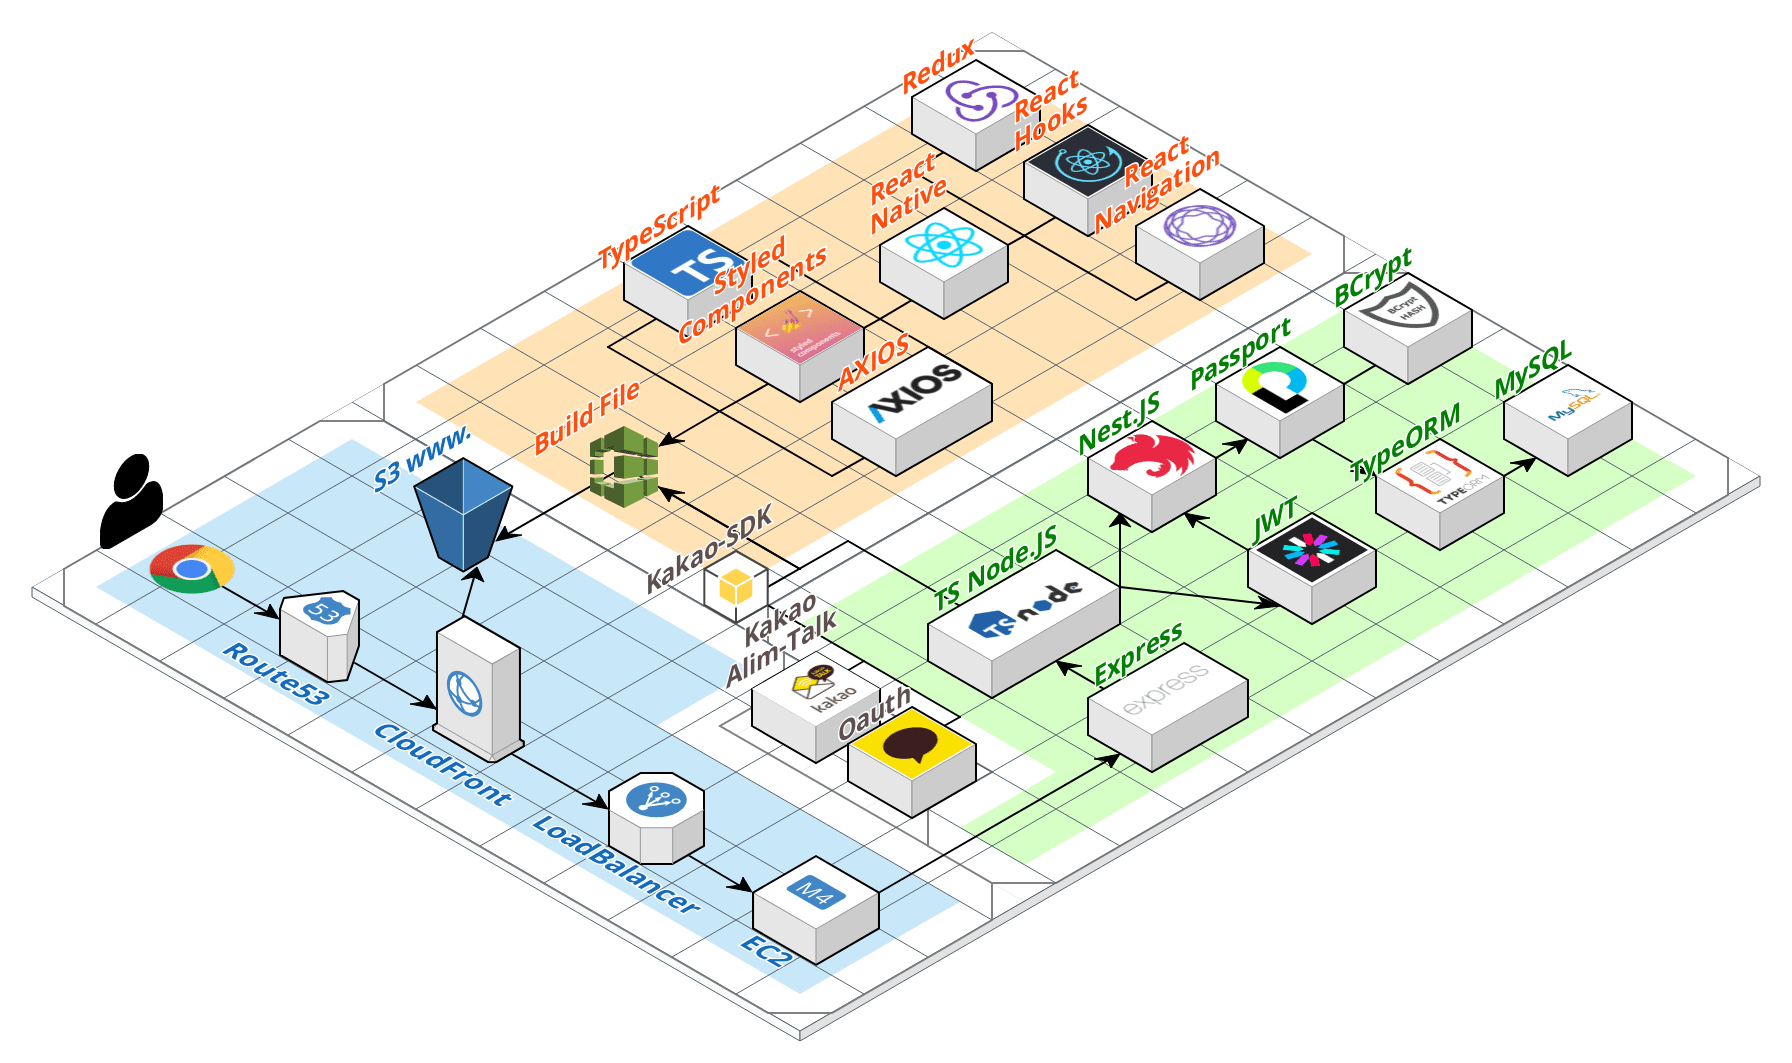 Redux
React
Hooks
React
Navigation
React
Native
TypeScript
TS
Styled
Components
styled
components
AXIOS
AXIOS
Build File
S3 www.
BCrypt
BCrypt
HASH
Passport
MySQL
MySQL
Nest.JS
TypeORM
TYPEORM
JWT
TS Node.JS
TS node
Express
express
Kakao-SDK
Kakao
Alim-Talk
TALK
kakao
Oauth
53
Route53
CloudFront
LoadBalancer
M4
EC2